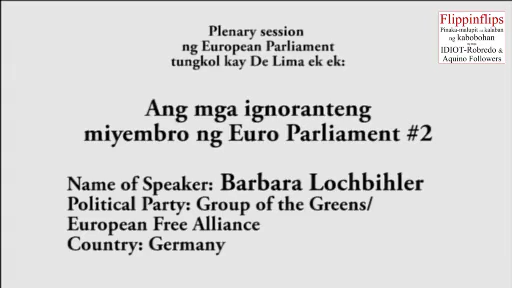 Plenary session
ng European Parliament
tungkol kay De Lima ek ek:
Flippinflips
Pinaka-malupit na kalaban
ng kabobohan
IDIOT-Robredo &
Aquino Followers
Ang mga ignoranteng
miyembro ng Euro Parliament #2
Name of Speaker: Barbara Lochbihler
Political Party: Group of the Greens/
European Free Alliance
Country: Germany